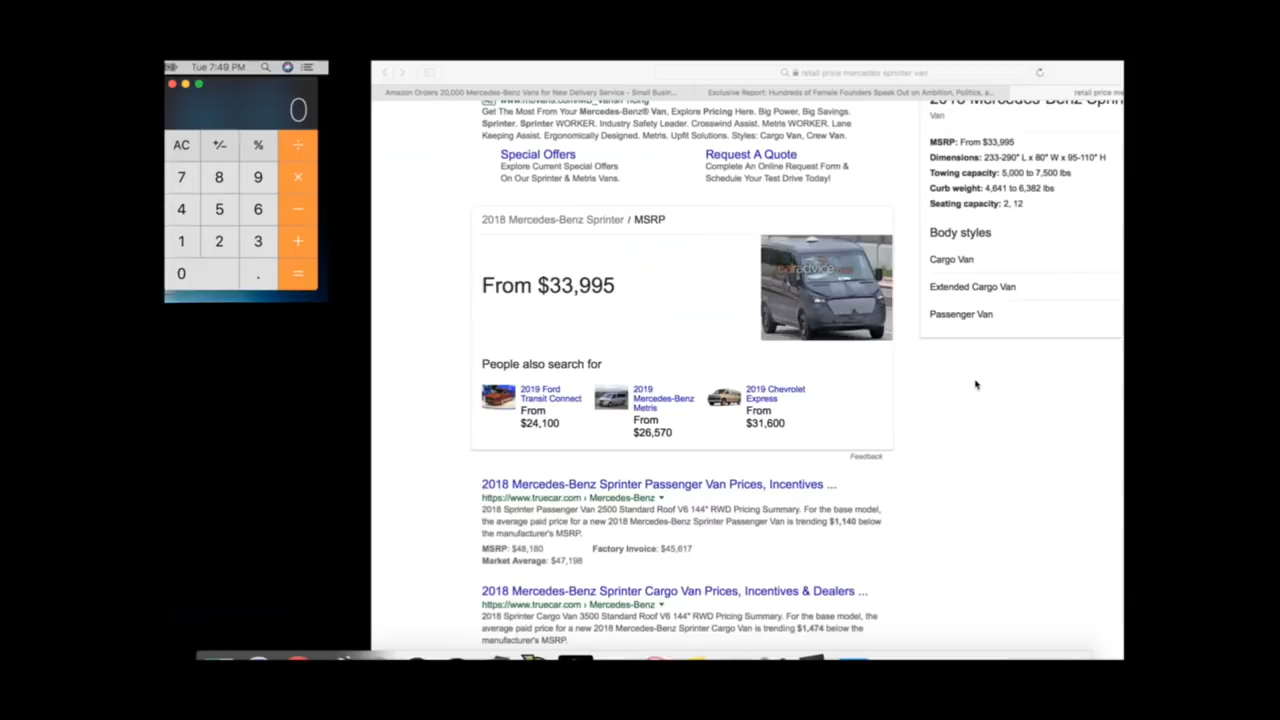 Tue 7:49 PM
0
AC +/- % ÷
7 8 9 ×
4 5 6 −
1 2 3 +
0 . =
retail price mercedes sprinter van
Amazon Orders 20,000 Mercedes-Benz Vans for New Delivery Service - Small Busin...
Exclusive Report: Hundreds of Female Founders Speak Out on Ambition, Politics, a...
retail price me
Get The Most From Your Mercedes-Benz® Van, Explore Pricing Here. Big Power, Big Savings.
Sprinter. Sprinter WORKER. Industry Safety Leader. Crosswind Assist. Metris WORKER. Lane
Keeping Assist. Ergonomically Designed. Metris. Upfit Solutions. Styles: Cargo Van, Crew Van.
Special Offers
Explore Current Special Offers
On Our Sprinter & Metris Vans.
Request A Quote
Complete An Online Request Form &
Schedule Your Test Drive Today!
2018 Mercedes-Benz Sprinter / MSRP
From $33,995
caradvice
People also search for
2019 Ford
Transit Connect
From
$24,100
2019
Mercedes-Benz
Metris
From
$26,570
2019 Chevrolet
Express
From
$31,600
Feedback
2018 Mercedes-Benz Sprinter Passenger Van Prices, Incentives ...
https://www.truecar.com › Mercedes-Benz ▼
2018 Sprinter Passenger Van 2500 Standard Roof V6 144" RWD Pricing Summary. For the base model,
the average paid price for a new 2018 Mercedes-Benz Sprinter Passenger Van is trending $1,140 below
the manufacturer's MSRP.
MSRP: $48,180 Factory Invoice: $45,617
Market Average: $47,198
2018 Mercedes-Benz Sprinter Cargo Van Prices, Incentives & Dealers ...
https://www.truecar.com › Mercedes-Benz ▼
2018 Sprinter Cargo Van 3500 Standard Roof V6 144" RWD Pricing Summary. For the base model, the
average paid price for a new 2018 Mercedes-Benz Sprinter Cargo Van is trending $1,474 below the
manufacturer's MSRP.
2018 Mercedes-Benz Sprin
Van
MSRP: From $33,995
Dimensions: 233-290" L x 80" W x 95-110" H
Towing capacity: 5,000 to 7,500 lbs
Curb weight: 4,641 to 6,382 lbs
Seating capacity: 2, 12
Body styles
Cargo Van
Extended Cargo Van
Passenger Van